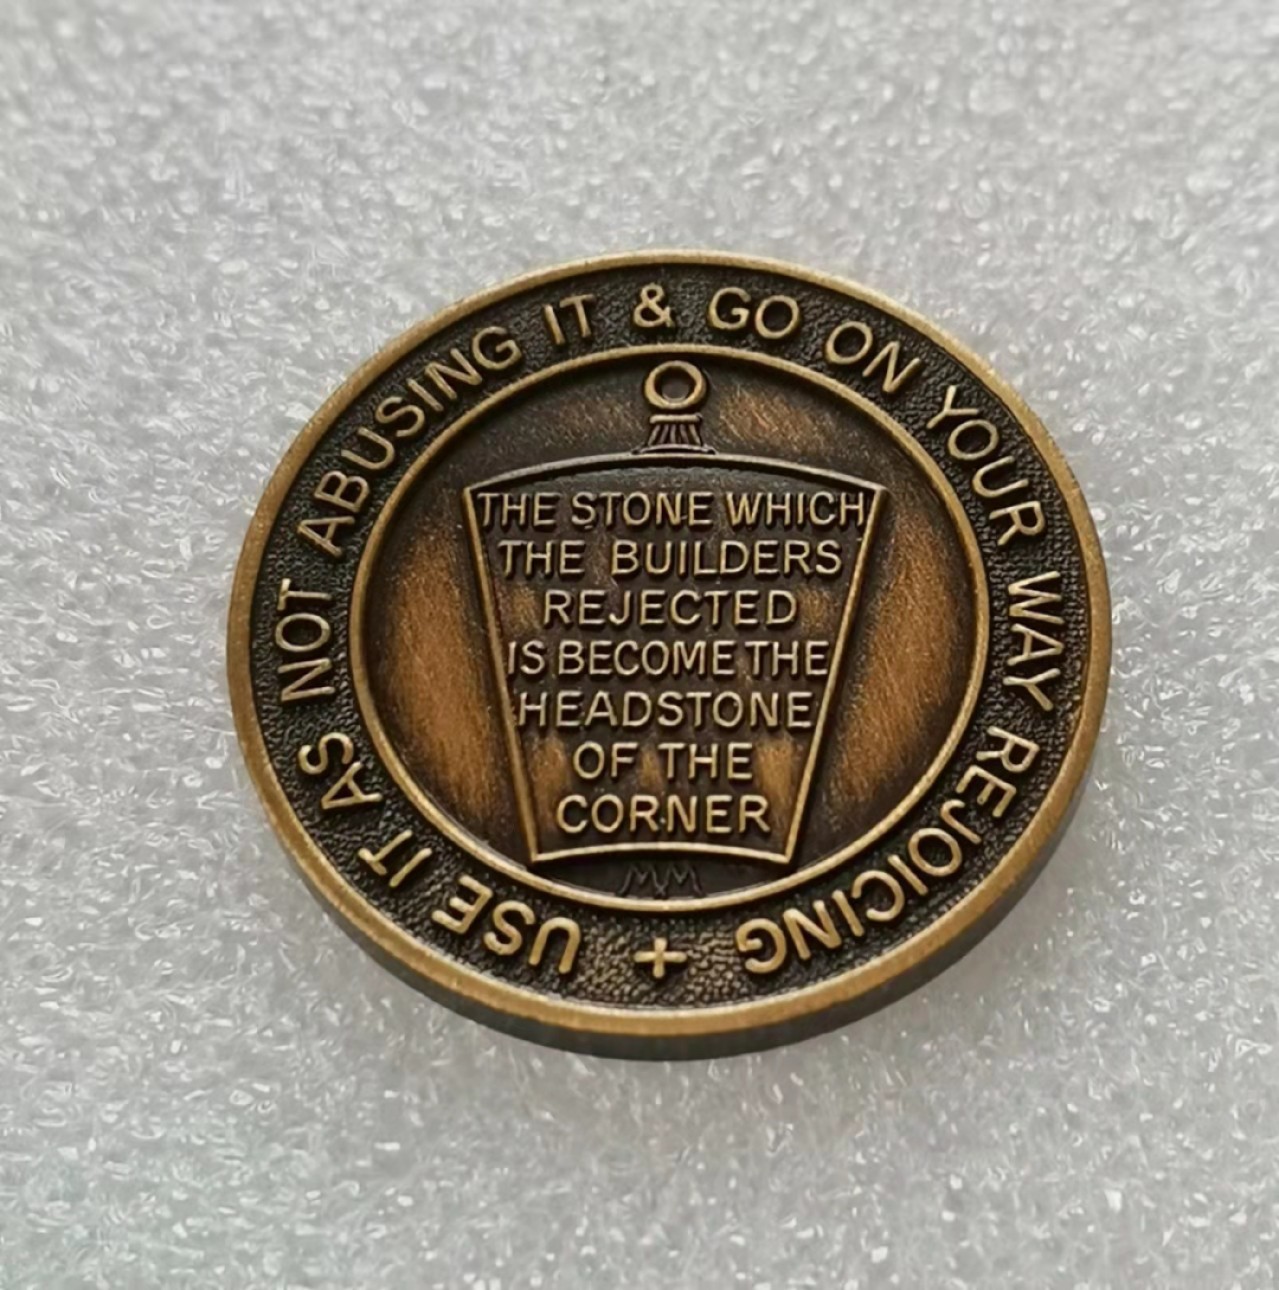 USE IT AS NOT ABUSING IT & GO ON YOUR WAY REJOICING +
THE STONE WHICH
THE BUILDERS
REJECTED
IS BECOME THE
HEADSTONE
OF THE
CORNER